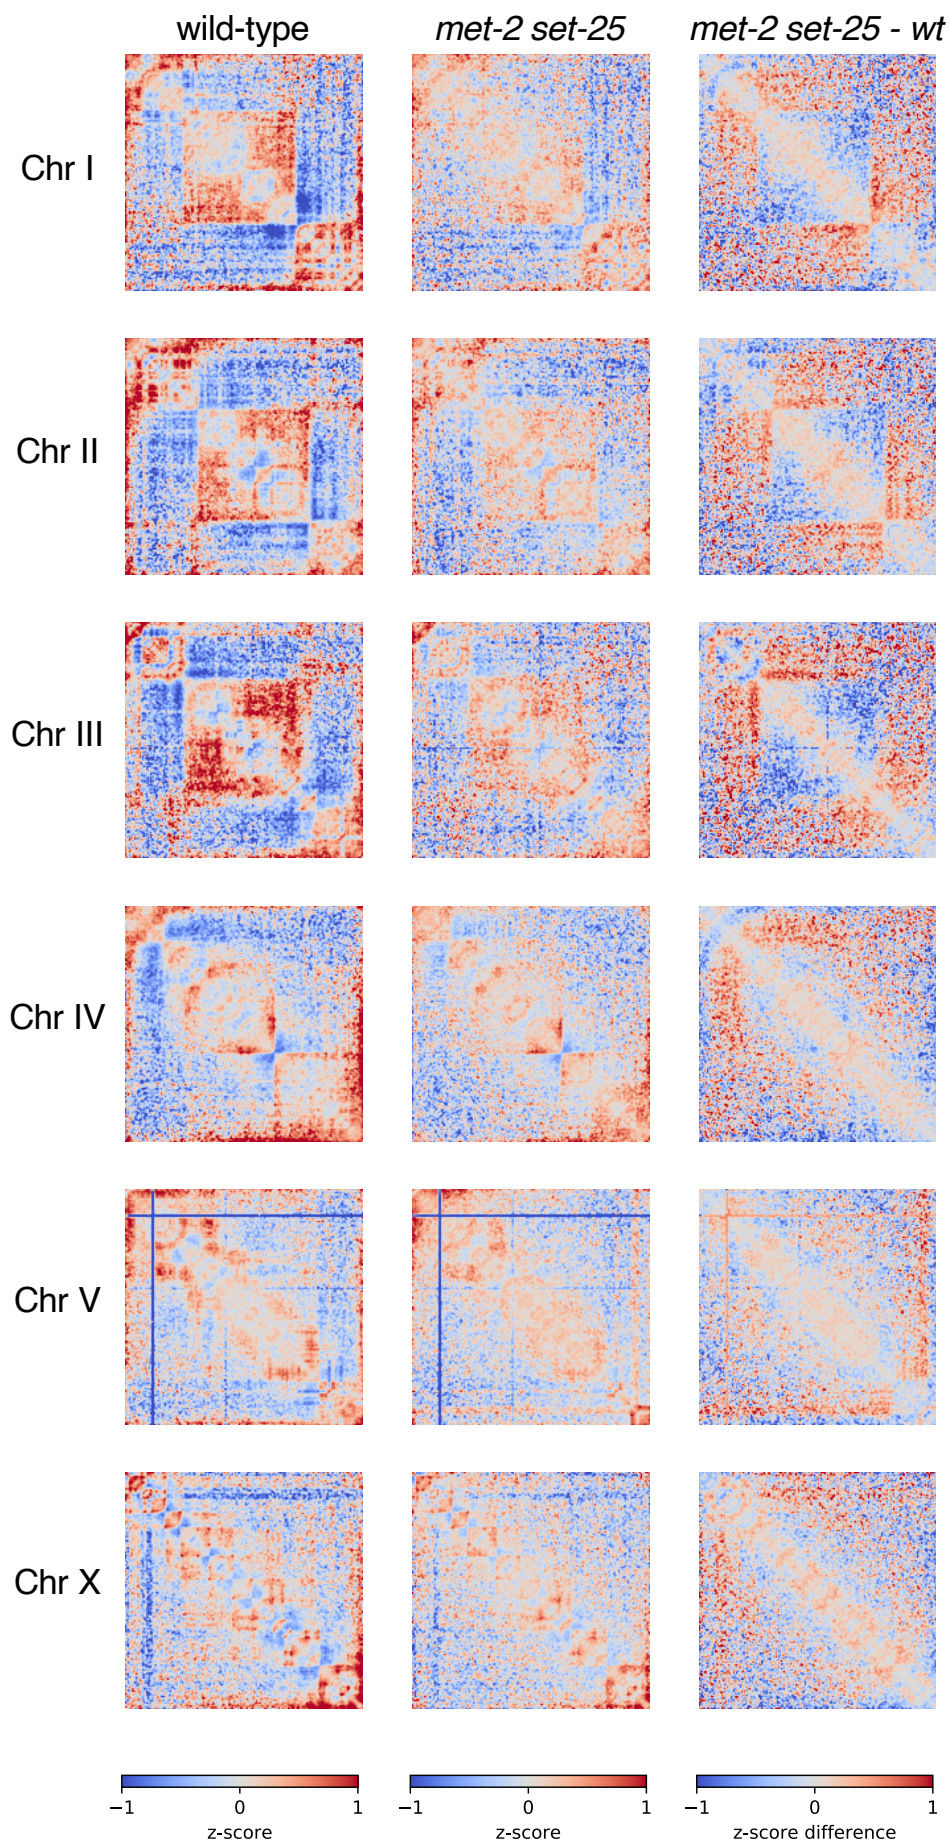 wild-type met-2 set-25 met-2 set-25 - wt
Chr I
Chr II
Chr III
Chr IV
Chr V
Chr X
−1 0 1 −1 0 1 −1 0 1
z-score z-score z-score difference